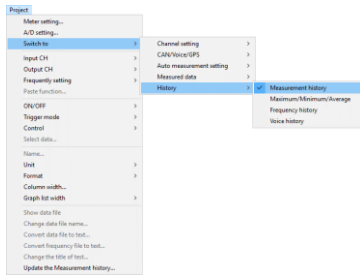 Project
Meter setting...
A/D setting...
Switch to
Input CH
Output CH
Frequently setting
Paste function...
ON/OFF
Trigger mode
Control
Select data...
Name...
Unit
Format
Column width...
Graph list width
Show data file
Change data file name...
Convert data file to text...
Convert frequency file to text...
Change the title of test...
Update the Measurement history...
Channel setting
CAN/Voice/GPS
Auto measurement setting
Measured data
History
Measurement history
Maximum/Minimum/Average
Frequency history
Voice history